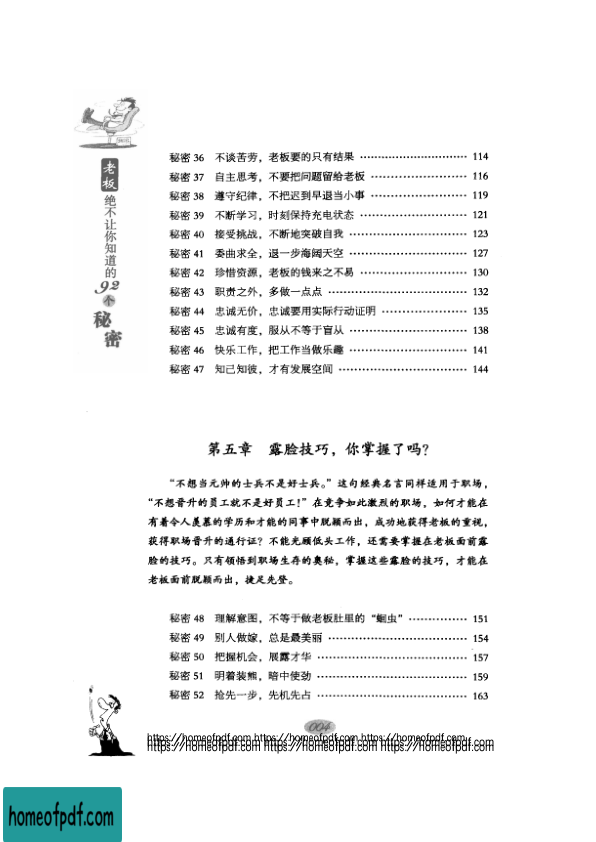 老板
绝不让你知道的
92
个
秘密
秘密 36 不谈苦劳，老板要的只有结果 ………………………… 114
秘密 37 自主思考，不要把问题留给老板 ……………………… 116
秘密 38 遵守纪律，不把迟到早退当小事 ……………………… 119
秘密 39 不断学习，时刻保持充电状态 ………………………… 121
秘密 40 接受挑战，不断地突破自我 …………………………… 123
秘密 41 委曲求全，退一步海阔天空 …………………………… 127
秘密 42 珍惜资源，老板的钱来之不易 ………………………… 130
秘密 43 职责之外，多做一点点 ………………………………… 132
秘密 44 忠诚无价，忠诚要用实际行动证明 …………………… 135
秘密 45 忠诚有度，服从不等于盲从 …………………………… 138
秘密 46 快乐工作，把工作当做乐趣 …………………………… 141
秘密 47 知己知彼，才有发展空间 ……………………………… 144
第五章 露脸技巧，你掌握了吗？
“不想当元帅的士兵不是好士兵。”这句经典名言同样适用于职场，
“不想晋升的员工就不是好员工！”在竞争如此激烈的职场，如何才能在
有着令人羡慕的学历和才能的同事中脱颖而出，成功地获得老板的重视，
获得职场晋升的通行证？不能光顾低头工作，还需要掌握在老板面前露
脸的技巧。只有领悟到职场生存的奥秘，掌握这些露脸的技巧，才能在
老板面前脱颖而出，捷足先登。
秘密 48 理解意图，不等于做老板肚里的“蛔虫” …………… 151
秘密 49 别人做嫁，总是最美丽 ………………………………… 154
秘密 50 把握机会，展露才华 …………………………………… 157
秘密 51 明着装熊，暗中使劲 …………………………………… 159
秘密 52 抢先一步，先机先占 …………………………………… 163
004
https://homeofpdf.com https://homeofpdf.com https://homeofpdf.com
https://homeofpdf.com https://homeofpdf.com https://homeofpdf.com
homeofpdf.com